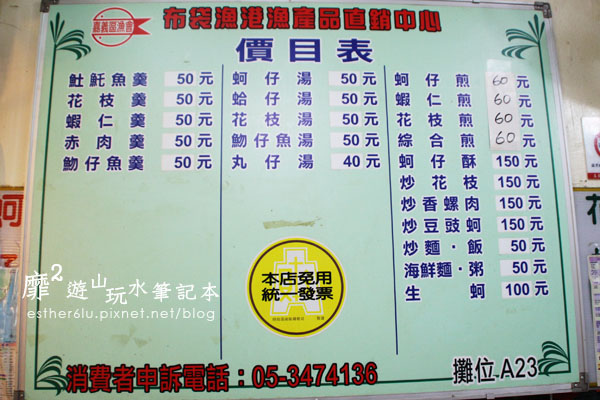 嘉義區漁會
布袋漁港漁產品直銷中心
價目表
𩵚魠魚羹 50元
花枝羹 50元
蝦仁羹 50元
赤肉羹 50元
魩仔魚羹 50元
蚵仔湯 50元
蛤仔湯 50元
花枝湯 50元
魩仔魚湯 50元
丸仔湯 40元
蚵仔煎 60元
蝦仁煎 60元
花枝煎 60元
綜合煎 60元
蚵仔酥 150元
炒花枝 150元
炒香螺肉 150元
炒豆豉蚵 150元
炒麵・飯 50元
海鮮麵・粥 50元
生蚵 100元
本店免用
統一發票
靡2遊山玩水筆記本
esther6lu.pixnet.net/blog
消費者申訴電話：05-3474136
攤位 A23
蚵